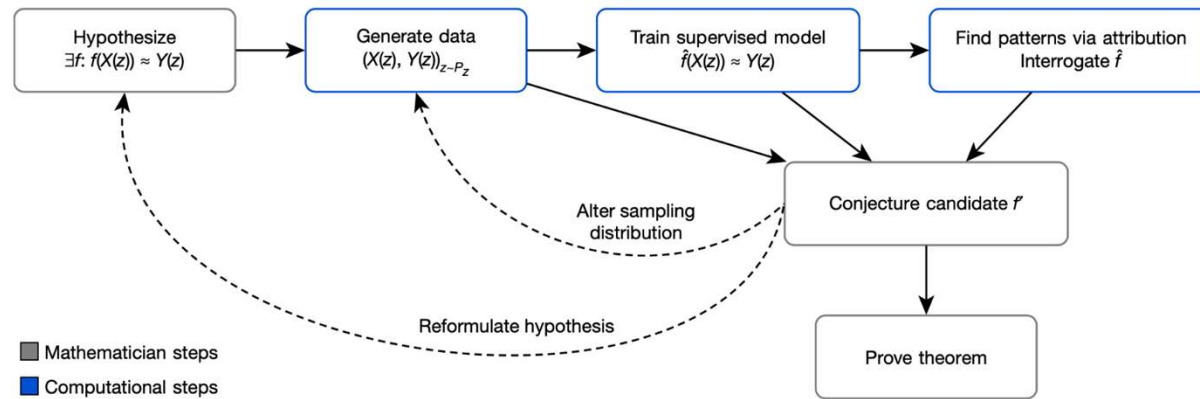 Hypothesize
∃f: f(X(z)) ≈ Y(z)
Generate data
(X(z), Y(z))z~Pz
Train supervised model
f̂(X(z)) ≈ Y(z)
Find patterns via attribution
Interrogate f̂
Conjecture candidate f′
Alter sampling
distribution
Reformulate hypothesis
Prove theorem
Mathematician steps
Computational steps